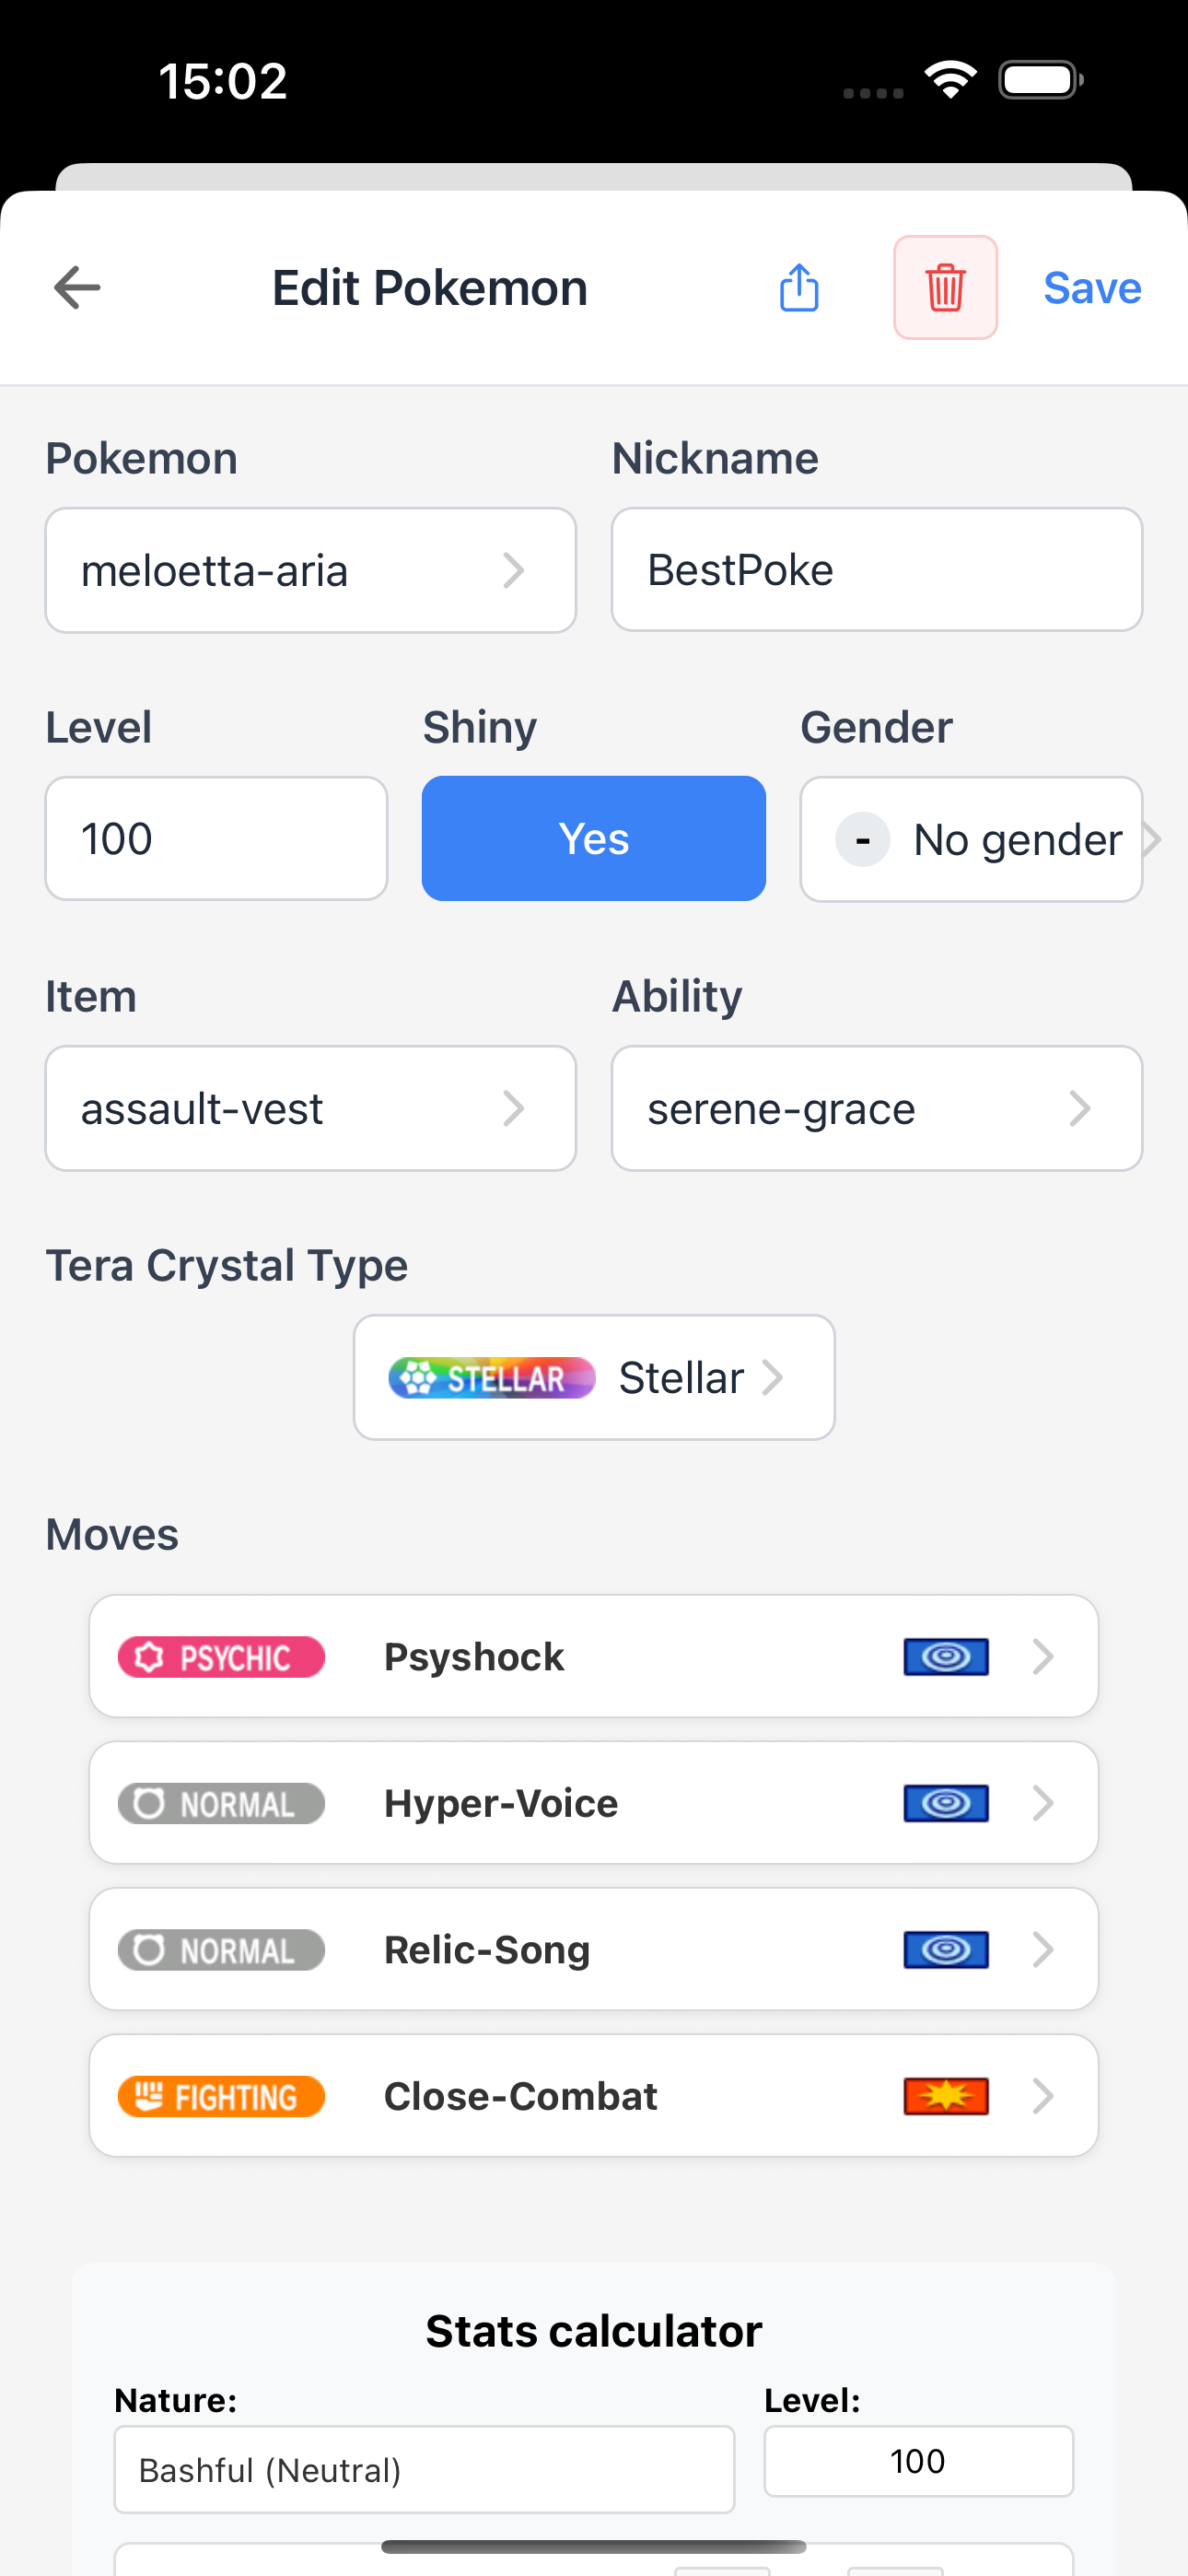 15:02
Edit Pokemon Save
Pokemon Nickname
meloetta-aria BestPoke
Level Shiny Gender
100 Yes - No gender
Item Ability
assault-vest serene-grace
Tera Crystal Type
STELLAR Stellar
Moves
PSYCHIC Psyshock
NORMAL Hyper-Voice
NORMAL Relic-Song
FIGHTING Close-Combat
Stats calculator
Nature: Level:
Bashful (Neutral) 100